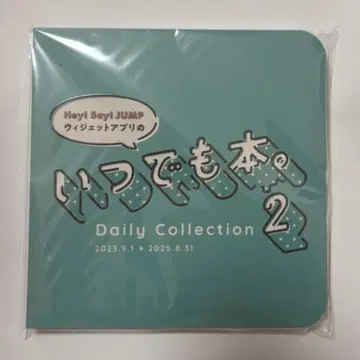 Hey! Say! JUMP
ウィジェットアプリの
いつでも本。
2
Daily Collection
2023.9.1 ▶ 2025.8.31